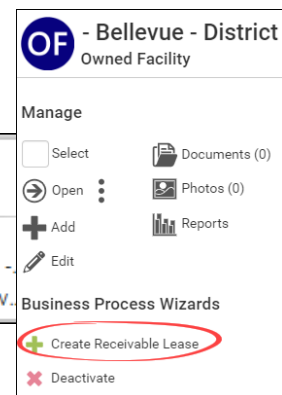 OF
- Bellevue - District
Owned Facility
Manage
Select
Documents (0)
Open
Photos (0)
Add
Reports
Edit
Business Process Wizards
Create Receivable Lease
Deactivate